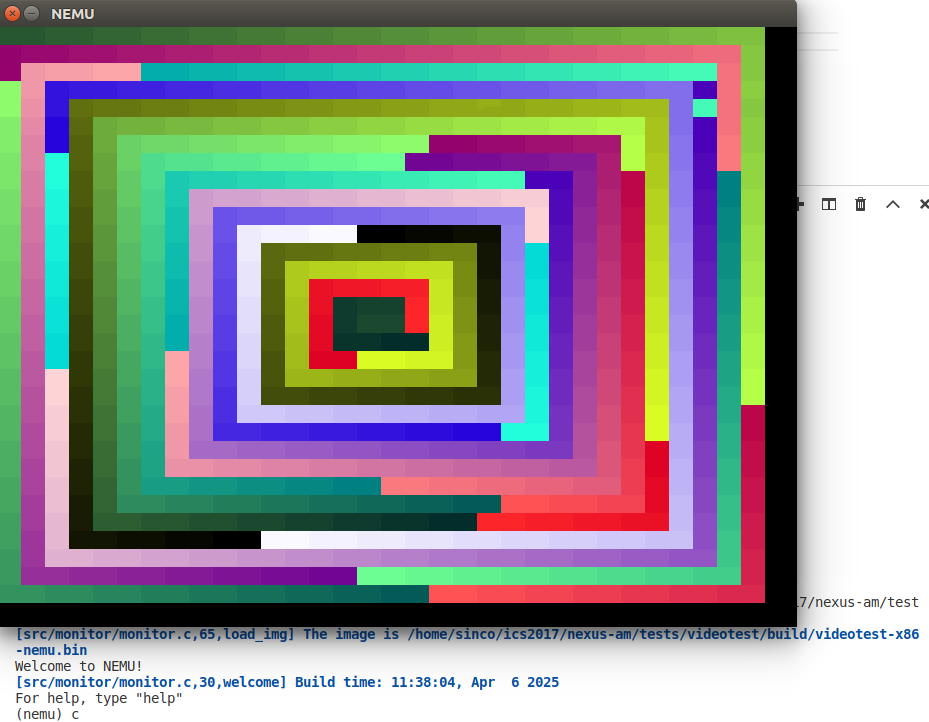 NEMU
17/nexus-am/test
[src/monitor/monitor.c,65,load_img] The image is /home/sinco/ics2017/nexus-am/tests/videotest/build/videotest-x86
-nemu.bin
Welcome to NEMU!
[src/monitor/monitor.c,30,welcome] Build time: 11:38:04, Apr  6 2025
For help, type "help"
(nemu) c